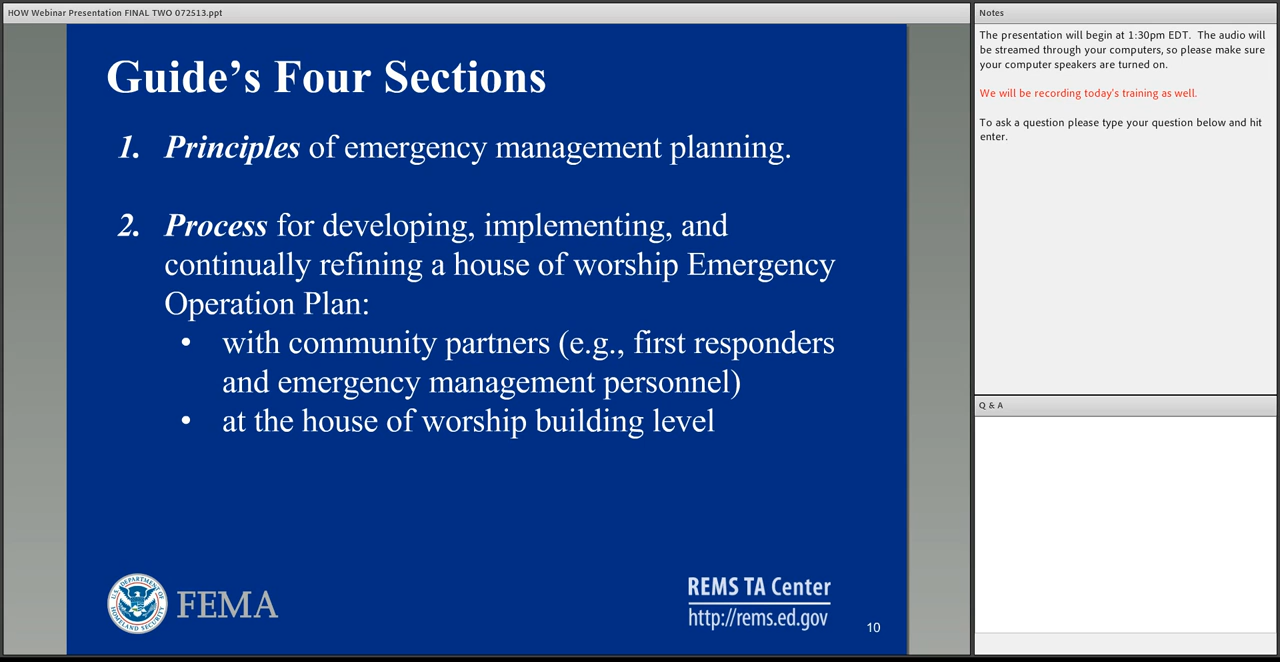 HOW Webinar Presentation FINAL TWO 072513.ppt
Guide's Four Sections
1. Principles of emergency management planning.
2. Process for developing, implementing, and
continually refining a house of worship Emergency
Operation Plan:
• with community partners (e.g., first responders
and emergency management personnel)
• at the house of worship building level
U.S. DEPARTMENT OF
HOMELAND SECURITY
FEMA
REMS TA Center
http://rems.ed.gov
10
Notes
The presentation will begin at 1:30pm EDT. The audio will
be streamed through your computers, so please make sure
your computer speakers are turned on.
We will be recording today's training as well.
To ask a question please type your question below and hit
enter.
Q & A